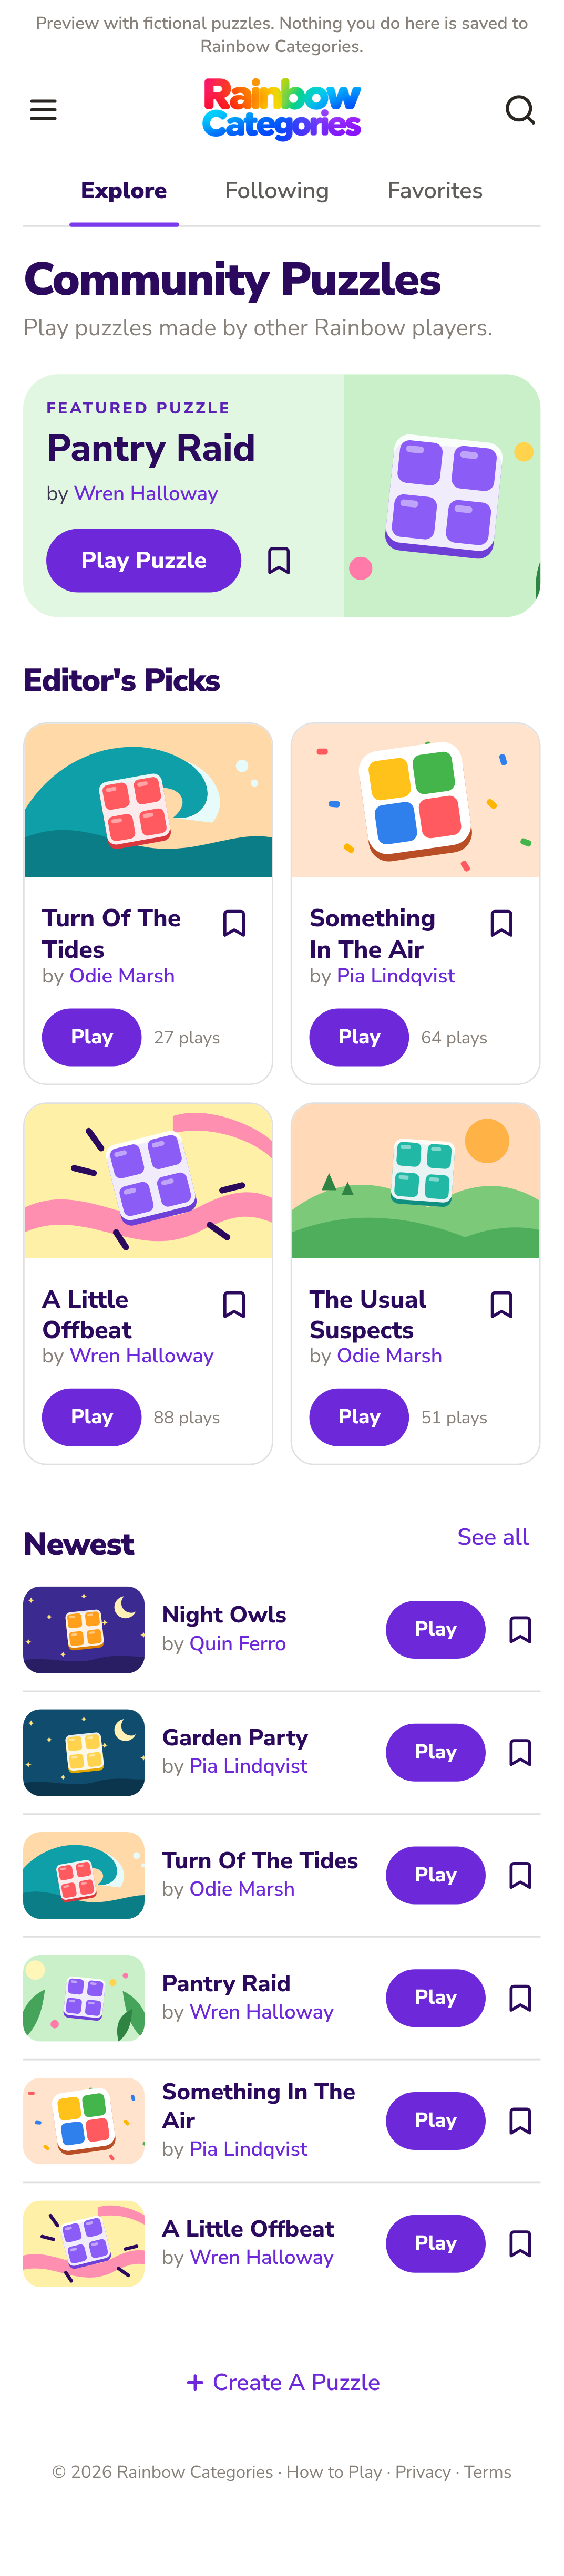 Preview with fictional puzzles. Nothing you do here is saved to
Rainbow Categories.
Rainbow
Categories
Explore
Following
Favorites
Community Puzzles
Play puzzles made by other Rainbow players.
FEATURED PUZZLE
Pantry Raid
by Wren Halloway
Play Puzzle
Editor's Picks
Turn Of The
Tides
by Odie Marsh
Play
27 plays
Something
In The Air
by Pia Lindqvist
Play
64 plays
A Little
Offbeat
by Wren Halloway
Play
88 plays
The Usual
Suspects
by Odie Marsh
Play
51 plays
Newest
See all
Night Owls
by Quin Ferro
Play
Garden Party
by Pia Lindqvist
Play
Turn Of The Tides
by Odie Marsh
Play
Pantry Raid
by Wren Halloway
Play
Something In The
Air
by Pia Lindqvist
Play
A Little Offbeat
by Wren Halloway
Play
+ Create A Puzzle
© 2026 Rainbow Categories · How to Play · Privacy · Terms